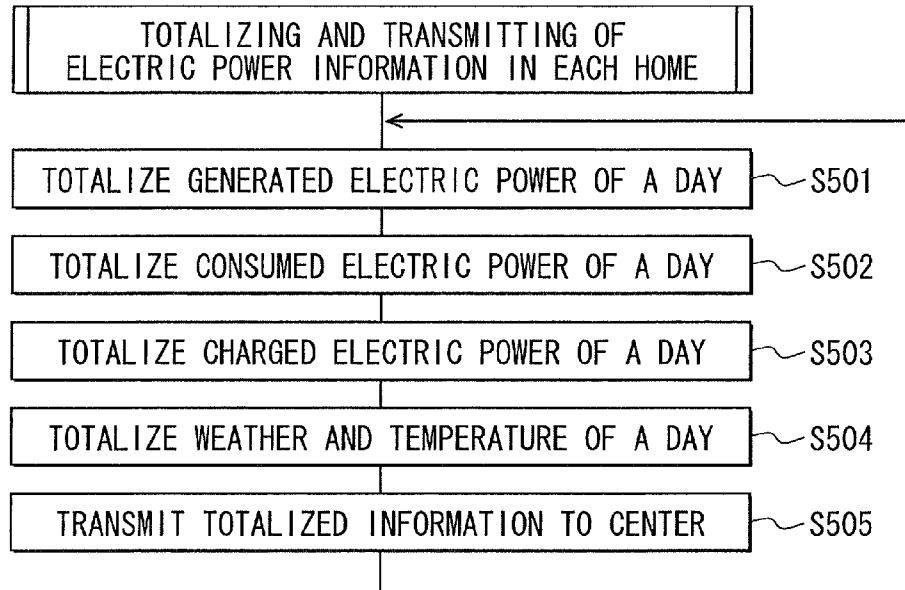 TOTALIZING AND TRANSMITTING OF
ELECTRIC POWER INFORMATION IN EACH HOME
TOTALIZE GENERATED ELECTRIC POWER OF A DAY S501
TOTALIZE CONSUMED ELECTRIC POWER OF A DAY S502
TOTALIZE CHARGED ELECTRIC POWER OF A DAY S503
TOTALIZE WEATHER AND TEMPERATURE OF A DAY S504
TRANSMIT TOTALIZED INFORMATION TO CENTER S505